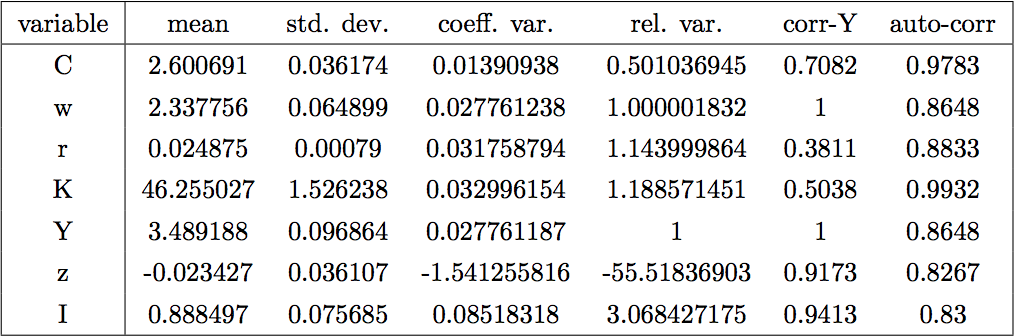 variable mean std. dev. coeff. var. rel. var. corr-Y auto-corr
C 2.600691 0.036174 0.01390938 0.501036945 0.7082 0.9783
w 2.337756 0.064899 0.027761238 1.000001832 1 0.8648
r 0.024875 0.00079 0.031758794 1.143999864 0.3811 0.8833
K 46.255027 1.526238 0.032996154 1.188571451 0.5038 0.9932
Y 3.489188 0.096864 0.027761187 1 1 0.8648
z -0.023427 0.036107 -1.541255816 -55.51836903 0.9173 0.8267
I 0.888497 0.075685 0.08518318 3.068427175 0.9413 0.83